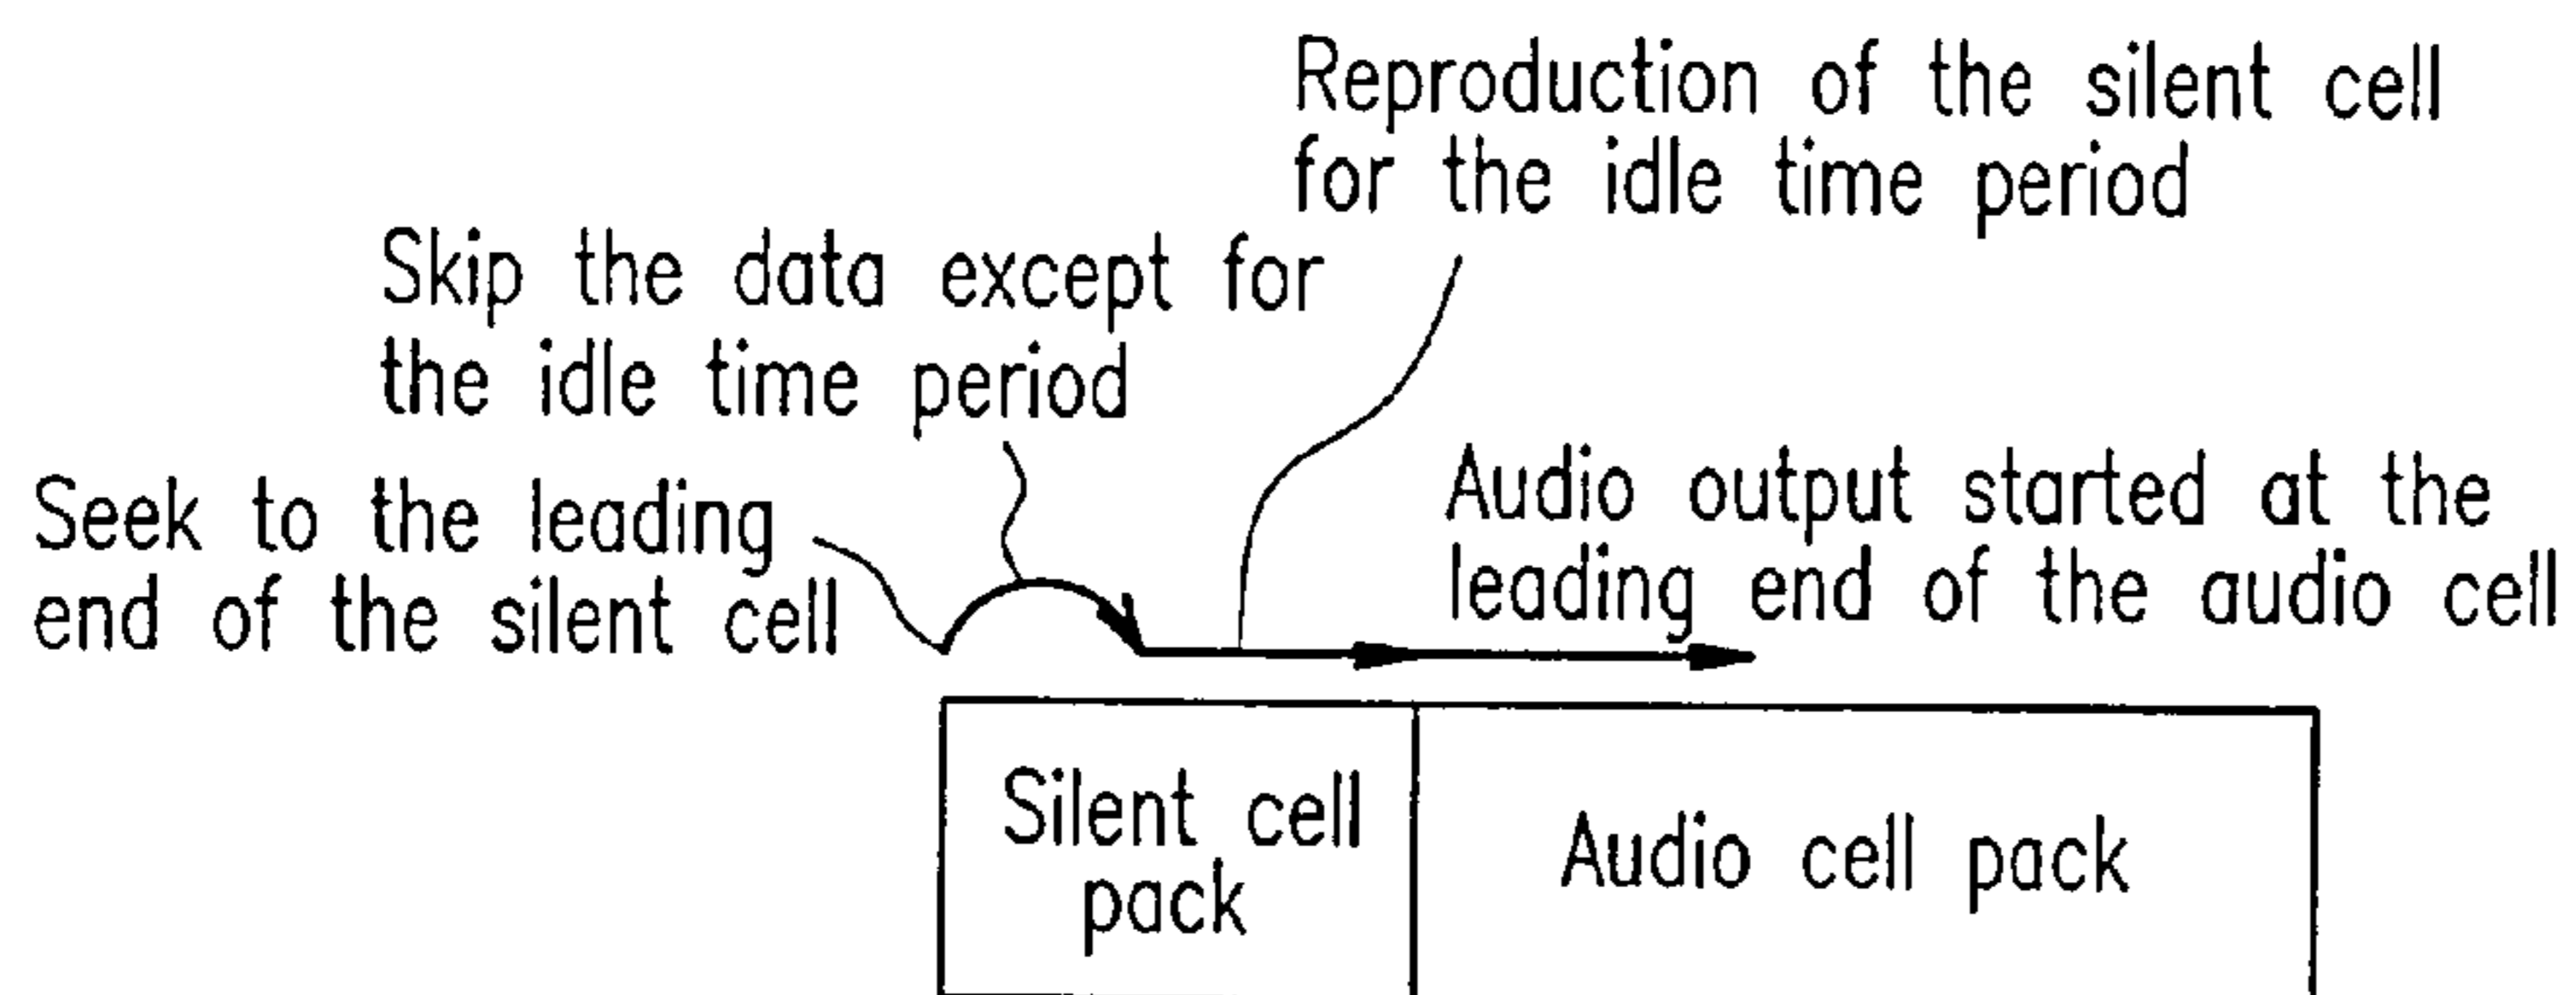 Reproduction of the silent cell
for the idle time period
Skip the data except for
the idle time period
Seek to the leading
end of the silent cell
Audio output started at the
leading end of the audio cell
Silent cell
pack
Audio cell pack